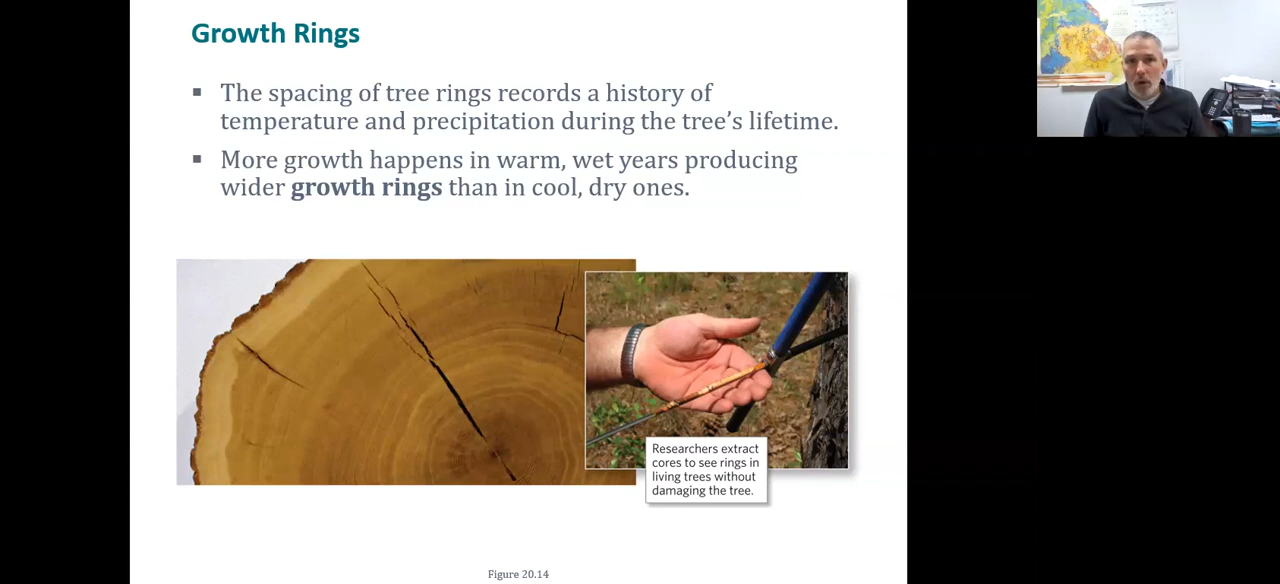 Growth Rings
▪ The spacing of tree rings records a history of
temperature and precipitation during the tree's lifetime.
▪ More growth happens in warm, wet years producing
wider growth rings than in cool, dry ones.
Researchers extract
cores to see rings in
living trees without
damaging the tree.
Figure 20.14